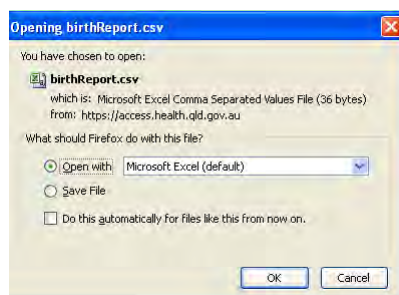 Opening birthReport.csv
You have chosen to open:
birthReport.csv
which is: Microsoft Excel Comma Separated Values File (36 bytes)
from: https://access.health.qld.gov.au
What should Firefox do with this file?
Open with Microsoft Excel (default)
Save File
Do this automatically for files like this from now on.
OK Cancel